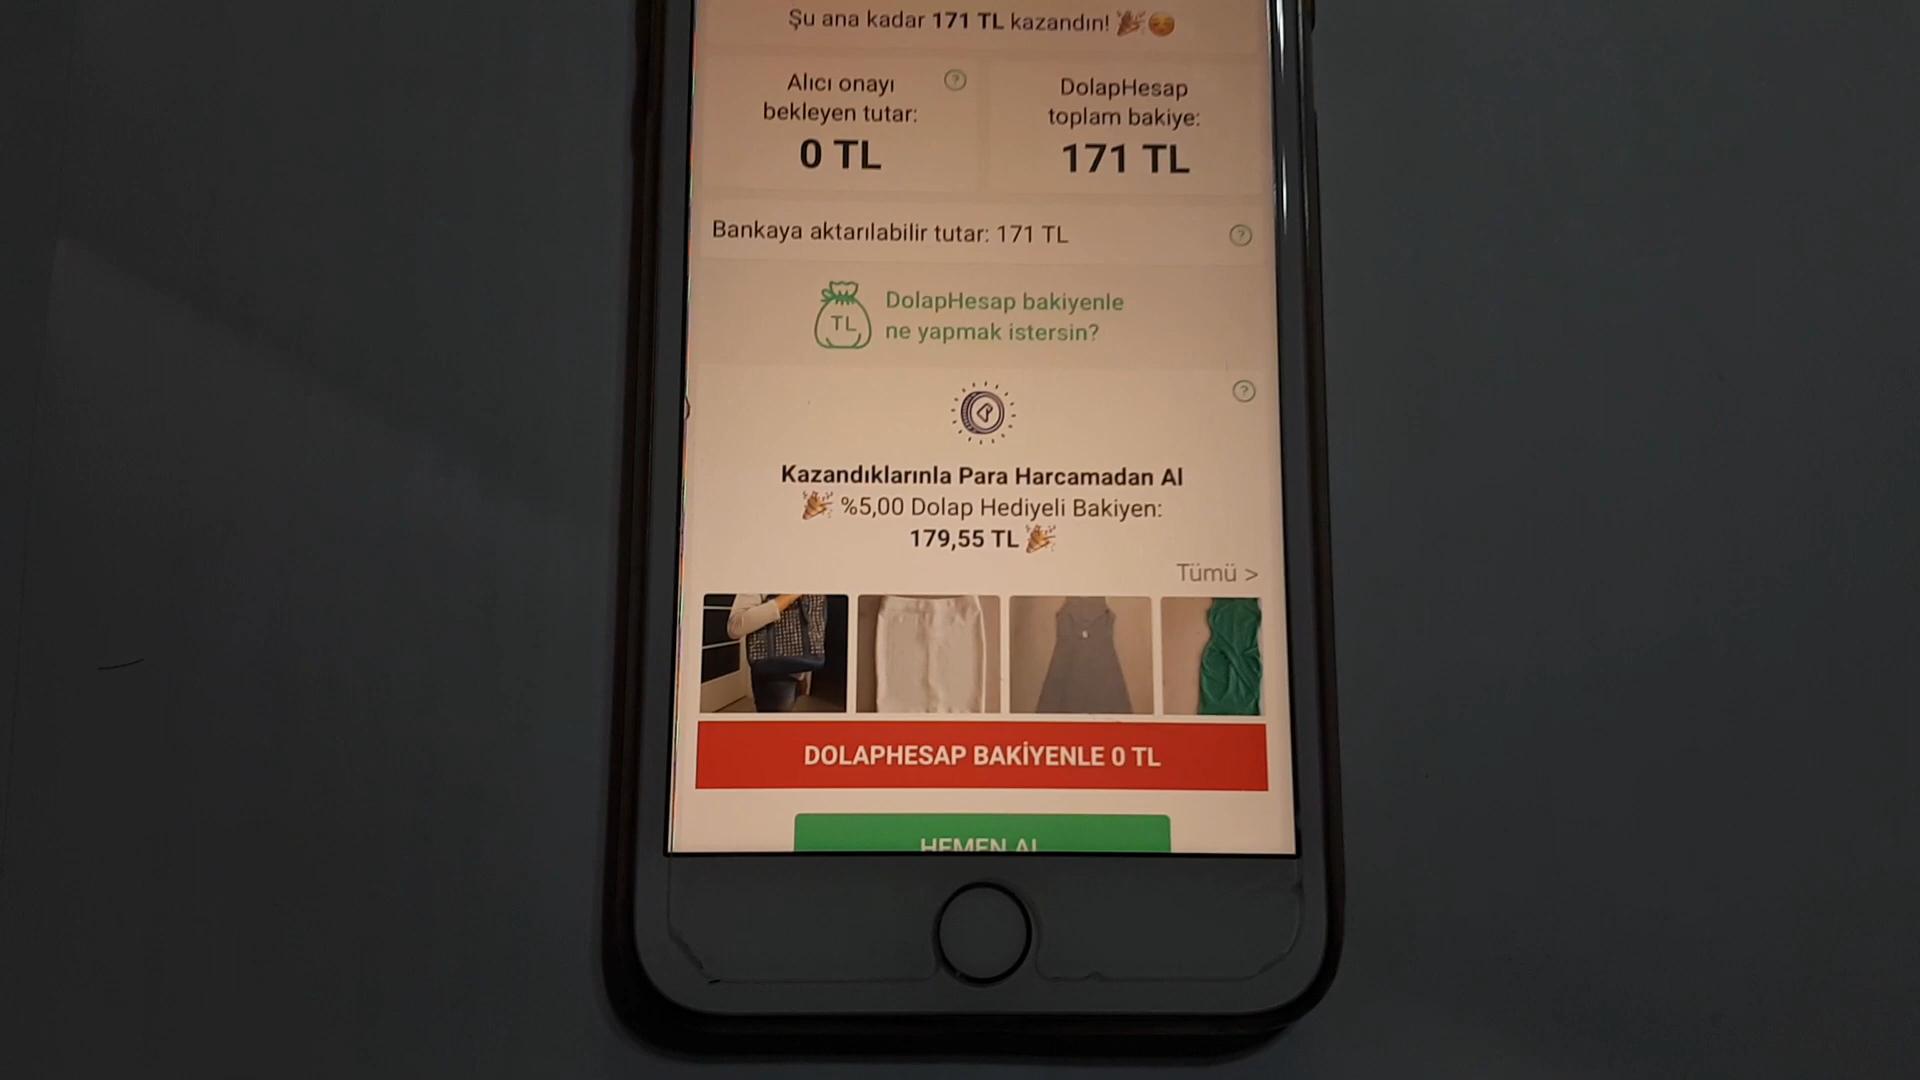 Şu ana kadar 171 TL kazandın! 🎉😏
Alıcı onayı
bekleyen tutar:
0 TL
DolapHesap
toplam bakiye:
171 TL
Bankaya aktarılabilir tutar: 171 TL
TL
DolapHesap bakiyenle
ne yapmak istersin?
Kazandıklarınla Para Harcamadan Al
🎉 %5,00 Dolap Hediyeli Bakiyen:
179,55 TL 🎉
Tümü >
DOLAPHESAP BAKİYENLE 0 TL
HEMEN AL